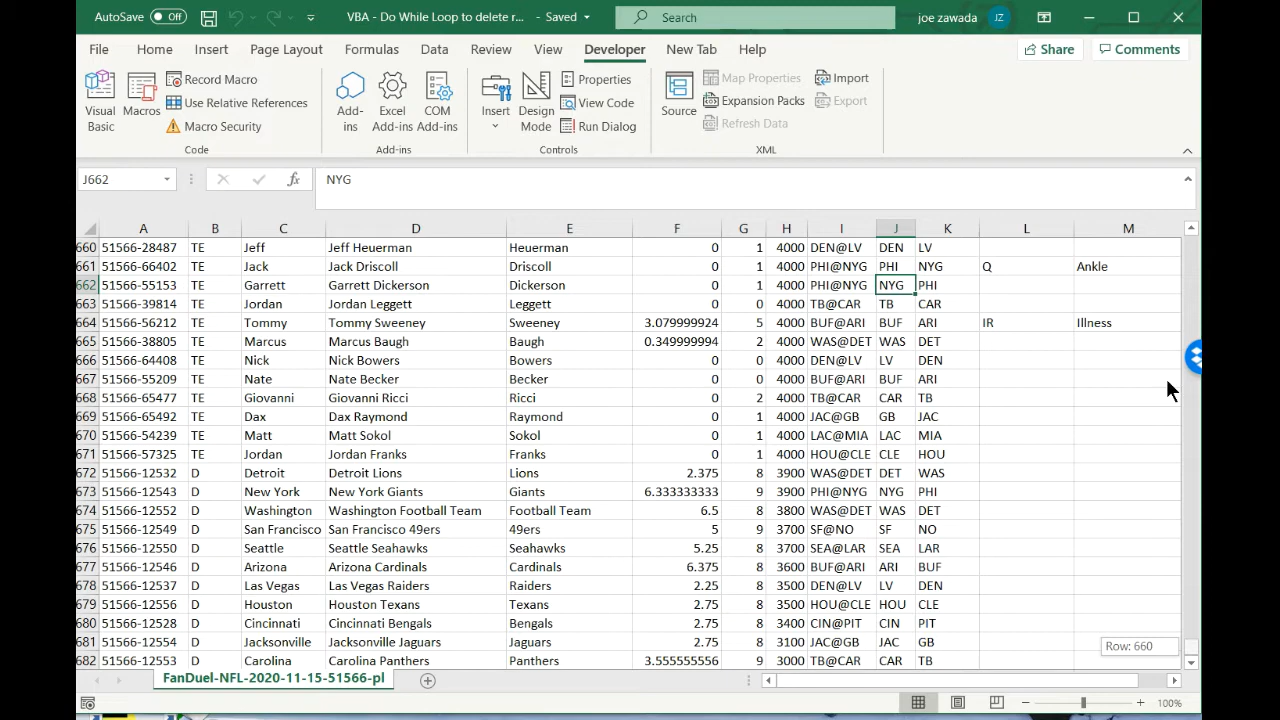 AutoSave Off VBA - Do While Loop to delete r... - Saved Search joe zawada JZ
File Home Insert Page Layout Formulas Data Review View Developer New Tab Help Share Comments
Visual Basic Macros Record Macro Use Relative References Macro Security Code
Add-ins Excel Add-ins COM Add-ins Add-ins
Insert Design Mode Properties View Code Run Dialog Controls
Source Map Properties Expansion Packs Refresh Data Import Export XML
J662 fx NYG
A B C D E F G H I J K L M
660 51566-28487 TE Jeff Jeff Heuerman Heuerman 0 1 4000 DEN@LV DEN LV
661 51566-66402 TE Jack Jack Driscoll Driscoll 0 1 4000 PHI@NYG PHI NYG Q Ankle
662 51566-55153 TE Garrett Garrett Dickerson Dickerson 0 1 4000 PHI@NYG NYG PHI
663 51566-39814 TE Jordan Jordan Leggett Leggett 0 0 4000 TB@CAR TB CAR
664 51566-56212 TE Tommy Tommy Sweeney Sweeney 3.079999924 5 4000 BUF@ARI BUF ARI IR Illness
665 51566-38805 TE Marcus Marcus Baugh Baugh 0.349999994 2 4000 WAS@DET WAS DET
666 51566-64408 TE Nick Nick Bowers Bowers 0 0 4000 DEN@LV LV DEN
667 51566-55209 TE Nate Nate Becker Becker 0 0 4000 BUF@ARI BUF ARI
668 51566-65477 TE Giovanni Giovanni Ricci Ricci 0 2 4000 TB@CAR CAR TB
669 51566-65492 TE Dax Dax Raymond Raymond 0 1 4000 JAC@GB GB JAC
670 51566-54239 TE Matt Matt Sokol Sokol 0 1 4000 LAC@MIA LAC MIA
671 51566-57325 TE Jordan Jordan Franks Franks 0 1 4000 HOU@CLE CLE HOU
672 51566-12532 D Detroit Detroit Lions Lions 2.375 8 3900 WAS@DET DET WAS
673 51566-12543 D New York New York Giants Giants 6.333333333 9 3900 PHI@NYG NYG PHI
674 51566-12552 D Washington Washington Football Team Football Team 6.5 8 3800 WAS@DET WAS DET
675 51566-12549 D San Francisco San Francisco 49ers 49ers 5 9 3700 SF@NO SF NO
676 51566-12550 D Seattle Seattle Seahawks Seahawks 5.25 8 3700 SEA@LAR SEA LAR
677 51566-12546 D Arizona Arizona Cardinals Cardinals 6.375 8 3600 BUF@ARI ARI BUF
678 51566-12537 D Las Vegas Las Vegas Raiders Raiders 2.25 8 3500 DEN@LV LV DEN
679 51566-12556 D Houston Houston Texans Texans 2.75 8 3500 HOU@CLE HOU CLE
680 51566-12528 D Cincinnati Cincinnati Bengals Bengals 2.75 8 3400 CIN@PIT CIN PIT
681 51566-12554 D Jacksonville Jacksonville Jaguars Jaguars 2.75 8 3100 JAC@GB JAC GB
682 51566-12553 D Carolina Carolina Panthers Panthers 3.555555556 9 3000 TB@CAR CAR TB
Row: 660
FanDuel-NFL-2020-11-15-51566-pl
100%